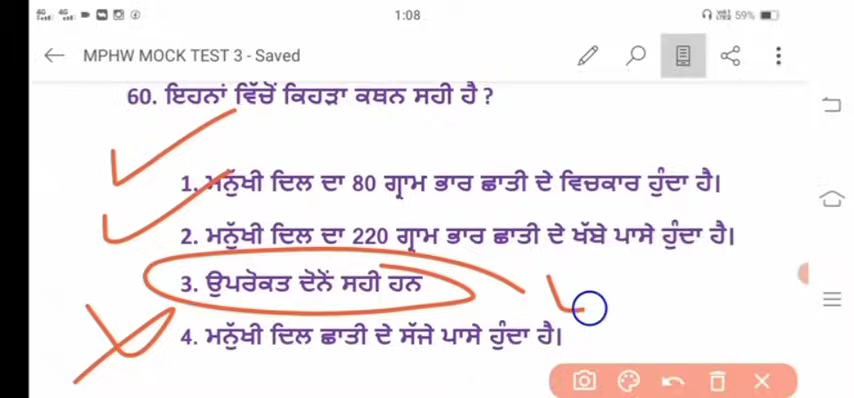 1:08
59%
MPHW MOCK TEST 3 - Saved
60. ਇਹਨਾਂ ਵਿੱਚੋਂ ਕਿਹੜਾ ਕਥਨ ਸਹੀ ਹੈ ?
1. ਮਨੁੱਖੀ ਦਿਲ ਦਾ 80 ਗ੍ਰਾਮ ਭਾਰ ਛਾਤੀ ਦੇ ਵਿਚਕਾਰ ਹੁੰਦਾ ਹੈ।
2. ਮਨੁੱਖੀ ਦਿਲ ਦਾ 220 ਗ੍ਰਾਮ ਭਾਰ ਛਾਤੀ ਦੇ ਖੱਬੇ ਪਾਸੇ ਹੁੰਦਾ ਹੈ।
3. ਉਪਰੋਕਤ ਦੋਨੋਂ ਸਹੀ ਹਨ
4. ਮਨੁੱਖੀ ਦਿਲ ਛਾਤੀ ਦੇ ਸੱਜੇ ਪਾਸੇ ਹੁੰਦਾ ਹੈ।